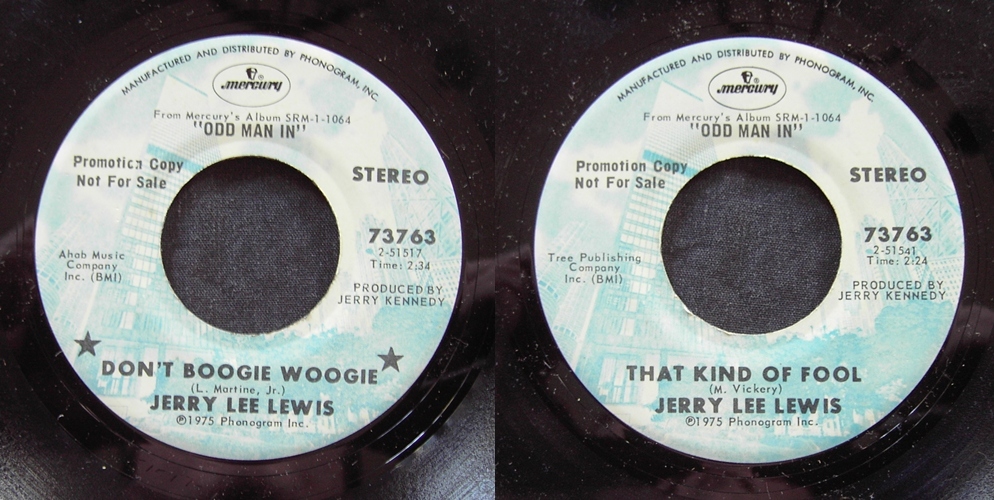 MANUFACTURED AND DISTRIBUTED BY PHONOGRAM, INC.
mercury®
From Mercury's Album SRM-1-1064
"ODD MAN IN"
Promotion Copy
Not For Sale
STEREO
73763
2-51517
Time: 2:34
Ahab Music
Company
Inc. (BMI)
PRODUCED BY
JERRY KENNEDY
DON'T BOOGIE WOOGIE
(L. Martine, Jr.)
JERRY LEE LEWIS
℗1975 Phonogram Inc.
MANUFACTURED AND DISTRIBUTED BY PHONOGRAM, INC.
mercury®
From Mercury's Album SRM-1-1064
"ODD MAN IN"
Promotion Copy
Not For Sale
STEREO
73763
2-51541
Time: 2:24
Tree Publishing
Company
Inc. (BMI)
PRODUCED BY
JERRY KENNEDY
THAT KIND OF FOOL
(M. Vickery)
JERRY LEE LEWIS
℗1975 Phonogram Inc.